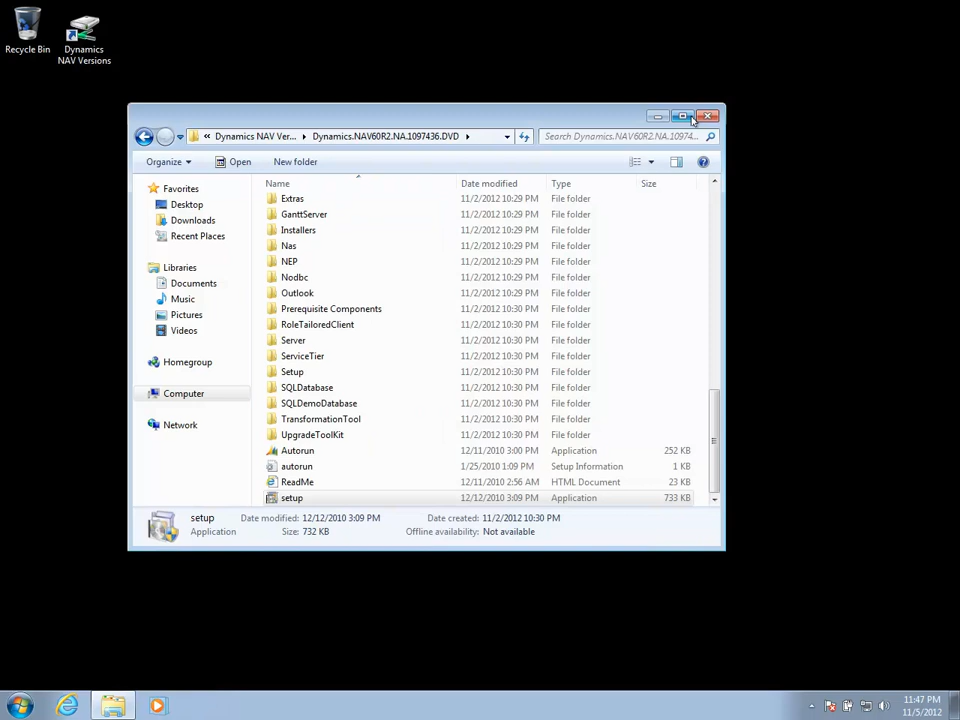 Recycle Bin
Dynamics
NAV Versions
« Dynamics NAV Ver... Dynamics.NAV60R2.NA.1097436.DVD
Search Dynamics.NAV60R2.NA.10974...
Organize Open New folder
Name Date modified Type Size
Favorites
Desktop
Downloads
Recent Places
Libraries
Documents
Music
Pictures
Videos
Homegroup
Computer
Network
Extras 11/2/2012 10:29 PM File folder
GanttServer 11/2/2012 10:29 PM File folder
Installers 11/2/2012 10:29 PM File folder
Nas 11/2/2012 10:29 PM File folder
NEP 11/2/2012 10:29 PM File folder
Nodbc 11/2/2012 10:29 PM File folder
Outlook 11/2/2012 10:29 PM File folder
Prerequisite Components 11/2/2012 10:30 PM File folder
RoleTailoredClient 11/2/2012 10:30 PM File folder
Server 11/2/2012 10:30 PM File folder
ServiceTier 11/2/2012 10:30 PM File folder
Setup 11/2/2012 10:30 PM File folder
SQLDatabase 11/2/2012 10:30 PM File folder
SQLDemoDatabase 11/2/2012 10:30 PM File folder
TransformationTool 11/2/2012 10:30 PM File folder
UpgradeToolKit 11/2/2012 10:30 PM File folder
Autorun 12/11/2010 3:00 PM Application 252 KB
autorun 1/25/2010 1:09 PM Setup Information 1 KB
ReadMe 12/11/2010 2:56 PM HTML Document 23 KB
setup 12/12/2010 3:09 PM Application 733 KB
setup Date modified: 12/12/2010 3:09 PM Date created: 11/2/2012 10:30 PM
Application Size: 732 KB Offline availability: Not available
11:47 PM
11/5/2012